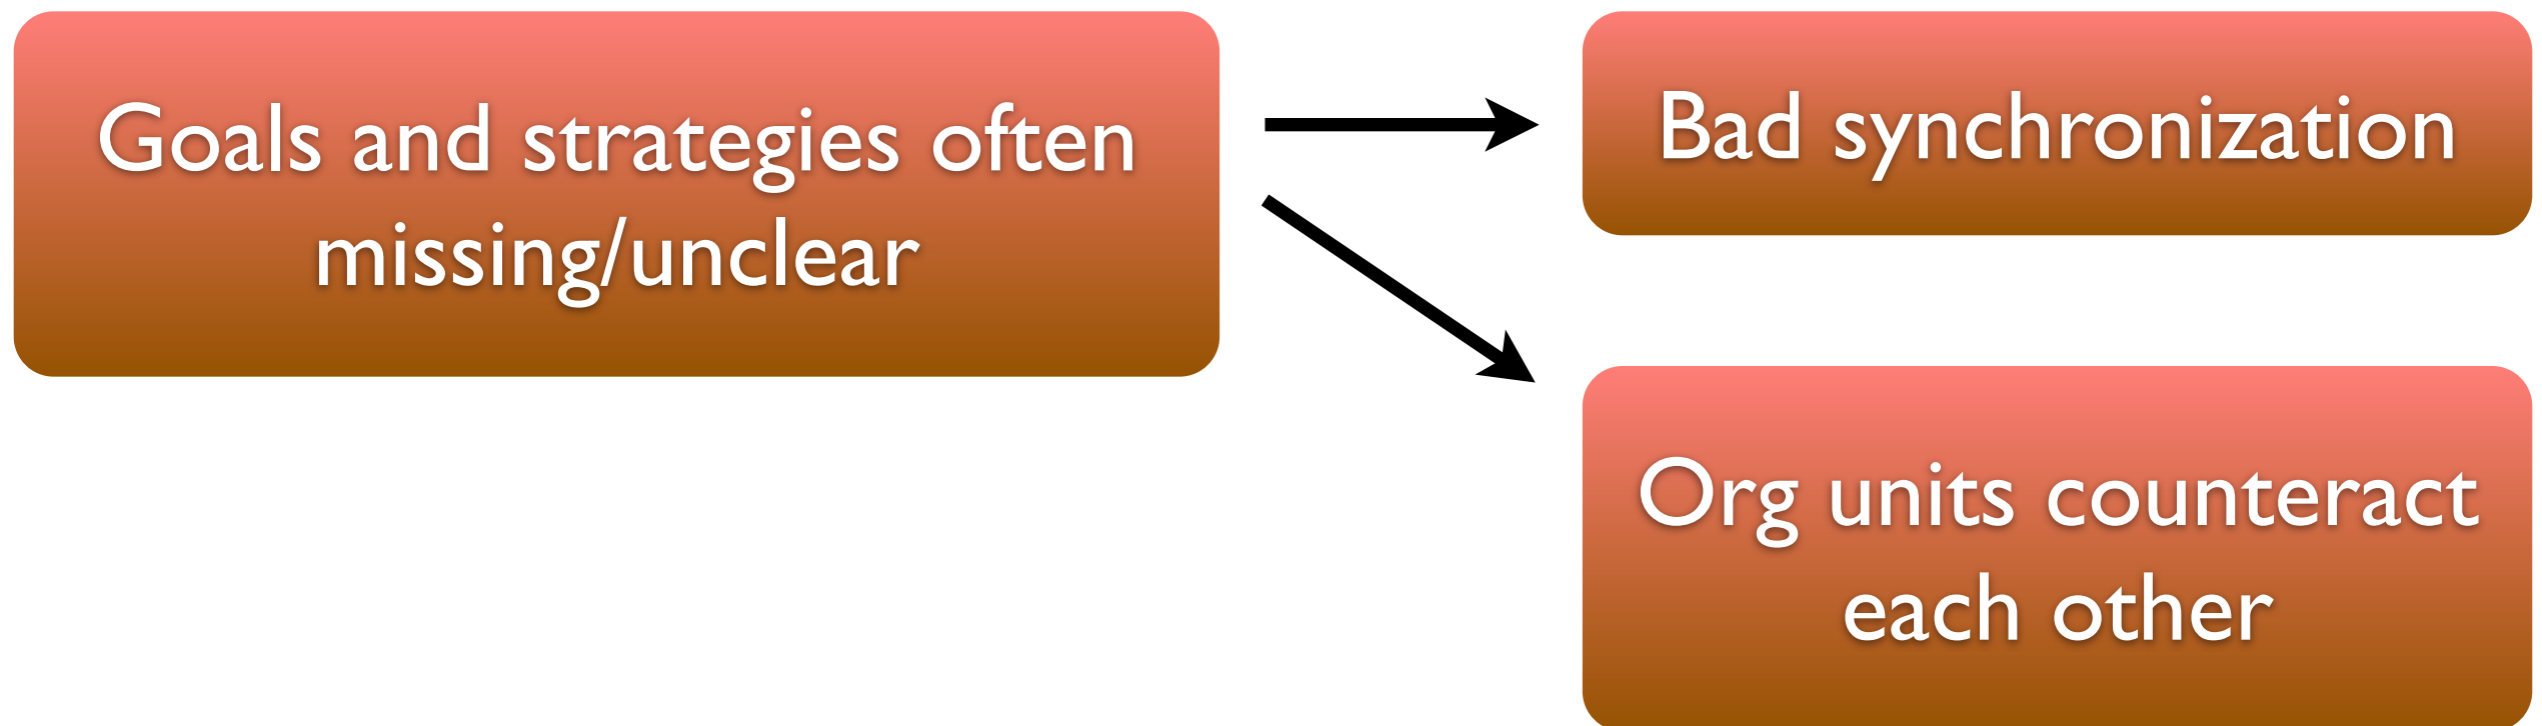 Goals and strategies often
missing/unclear
Bad synchronization
Org units counteract
each other